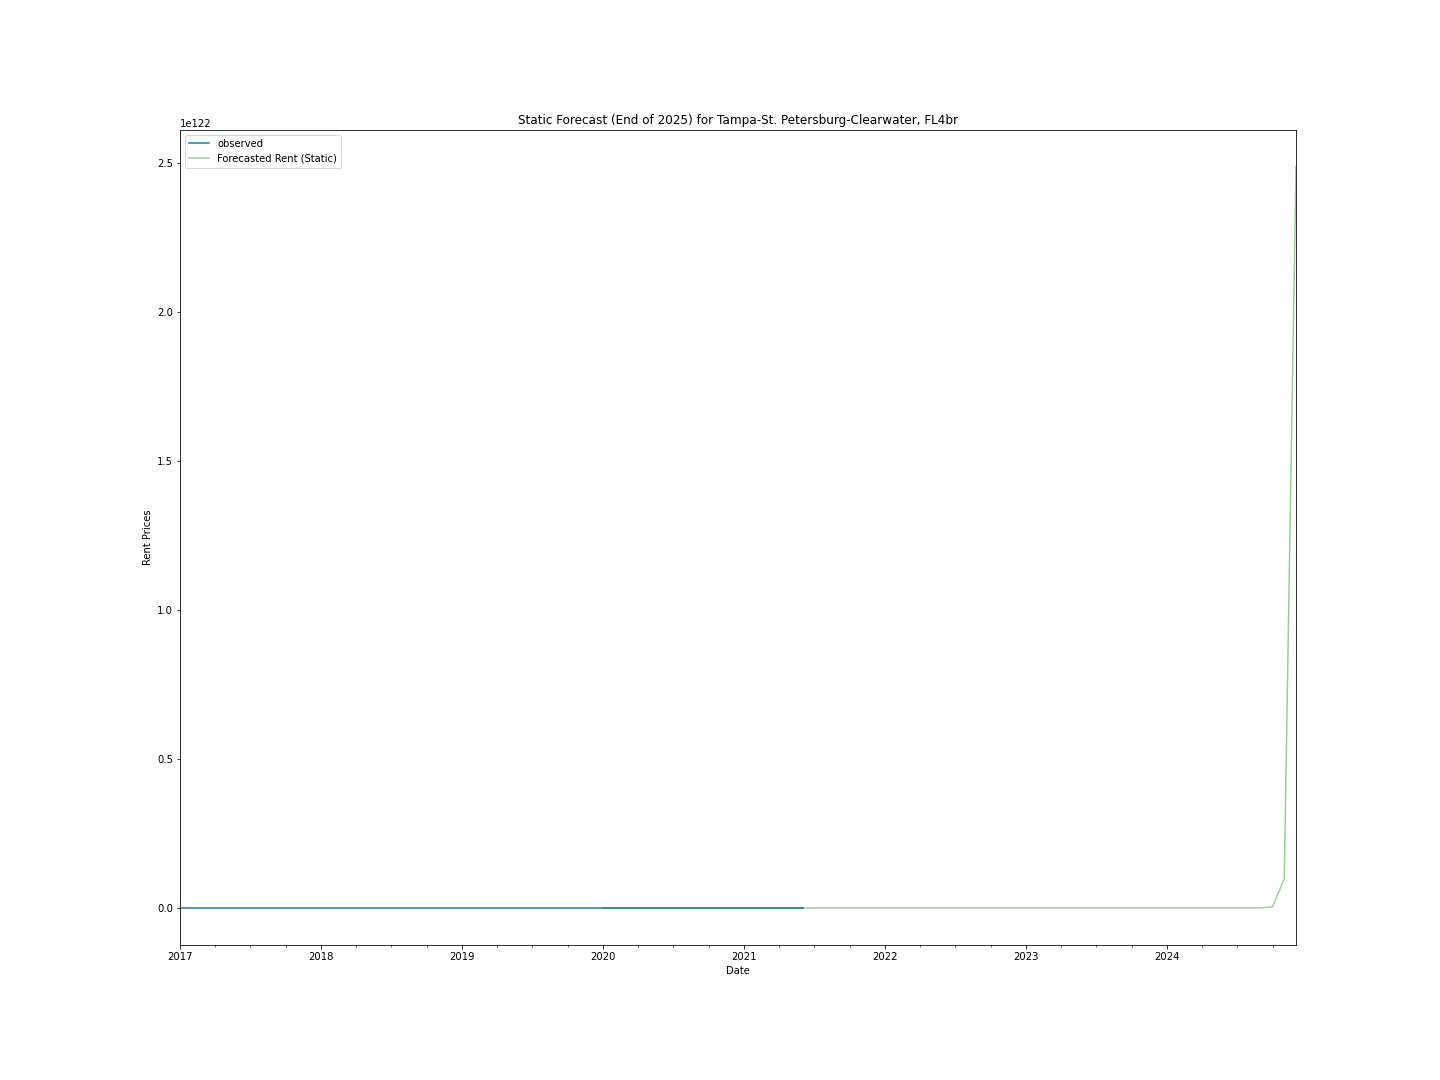 Static Forecast (End of 2025) for Tampa-St. Petersburg-Clearwater, FL4br
1e122
observed
Forecasted Rent (Static)
2.5
2.0
1.5
1.0
0.5
0.0
Rent Prices
2017 2018 2019 2020 2021 2022 2023 2024
Date